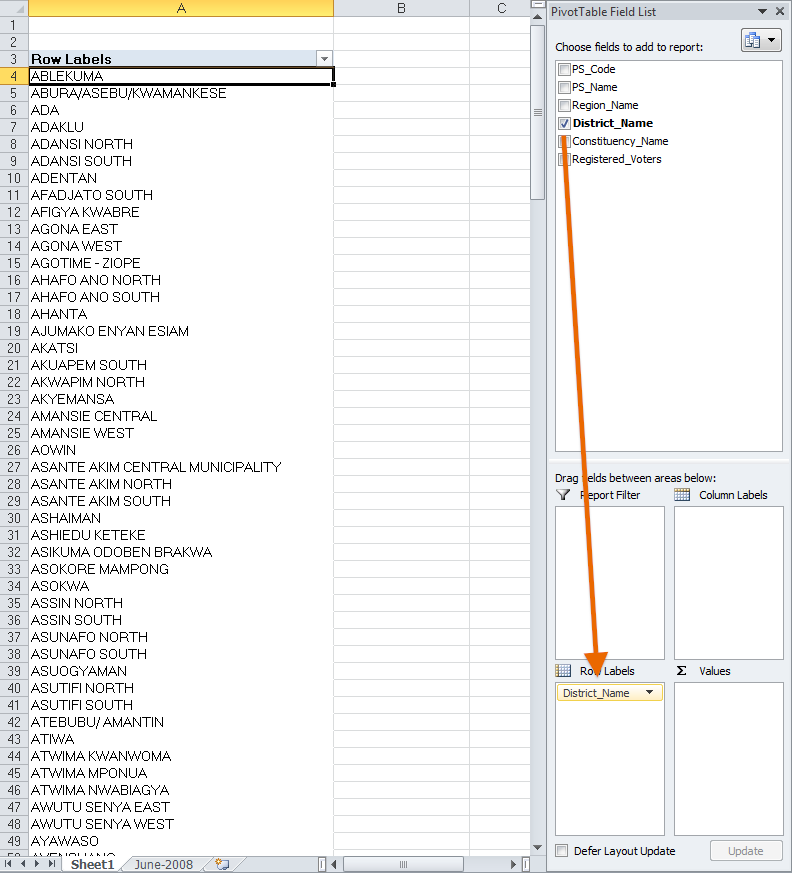 A B C
1
2
3 Row Labels
4 ABLEKUMA
5 ABURA/ASEBU/KWAMANKESE
6 ADA
7 ADAKLU
8 ADANSI NORTH
9 ADANSI SOUTH
10 ADENTAN
11 AFADJATO SOUTH
12 AFIGYA KWABRE
13 AGONA EAST
14 AGONA WEST
15 AGOTIME - ZIOPE
16 AHAFO ANO NORTH
17 AHAFO ANO SOUTH
18 AHANTA
19 AJUMAKO ENYAN ESIAM
20 AKATSI
21 AKUAPEM SOUTH
22 AKWAPIM NORTH
23 AKYEMANSA
24 AMANSIE CENTRAL
25 AMANSIE WEST
26 AOWIN
27 ASANTE AKIM CENTRAL MUNICIPALITY
28 ASANTE AKIM NORTH
29 ASANTE AKIM SOUTH
30 ASHAIMAN
31 ASHIEDU KETEKE
32 ASIKUMA ODOBEN BRAKWA
33 ASOKORE MAMPONG
34 ASOKWA
35 ASSIN NORTH
36 ASSIN SOUTH
37 ASUNAFO NORTH
38 ASUNAFO SOUTH
39 ASUOGYAMAN
40 ASUTIFI NORTH
41 ASUTIFI SOUTH
42 ATEBUBU/ AMANTIN
43 ATIWA
44 ATWIMA KWANWOMA
45 ATWIMA MPONUA
46 ATWIMA NWABIAGYA
47 AWUTU SENYA EAST
48 AWUTU SENYA WEST
49 AYAWASO
Sheet1 June-2008
PivotTable Field List
Choose fields to add to report:
PS_Code
PS_Name
Region_Name
District_Name
Constituency_Name
Registered_Voters
Drag fields between areas below:
Report Filter Column Labels
Row Labels Σ Values
District_Name
Defer Layout Update Update